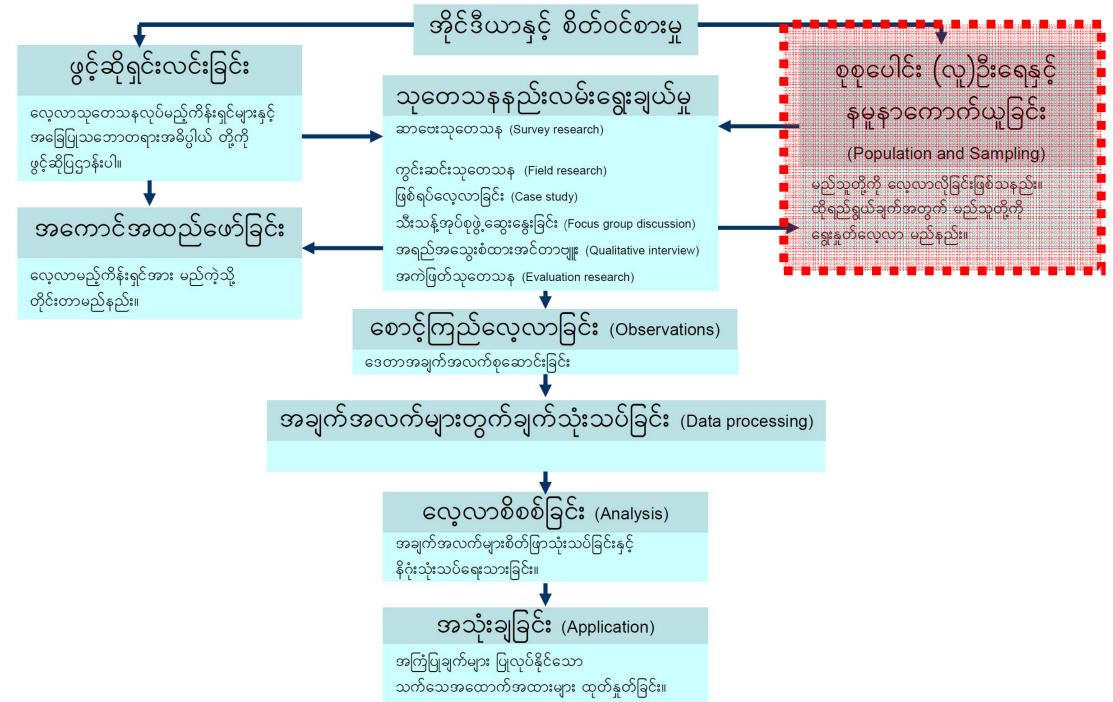 အိုင်ဒီယာနှင့် စိတ်ဝင်စားမှု
ဖွင့်ဆိုရှင်းလင်းခြင်း
လေ့လာသုတေသနလုပ်မည့်ကိန်းရှင်များနှင့်
အခြေပြုသဘောတရားအဓိပ္ပါယ် တို့ကို
ဖွင့်ဆိုပြဌာန်းပါ။
အကောင်အထည်ဖော်ခြင်း
လေ့လာမည့်ကိန်းရှင်အား မည်ကဲ့သို့
တိုင်းတာမည်နည်း။
သုတေသနနည်းလမ်းရွေးချယ်မှု
ဆာဗေးသုတေသန (Survey research)
ကွင်းဆင်းသုတေသန (Field research)
ဖြစ်ရပ်လေ့လာခြင်း (Case study)
သီးသန့်အုပ်စုဖွဲ့ဆွေးနွေးခြင်း (Focus group discussion)
အရည်အသွေးစံထားအင်တာဗျူး (Qualitative interview)
အကဲဖြတ်သုတေသန (Evaluation research)
စုစုပေါင်း (လူ)ဦးရေနှင့်
နမူနာကောက်ယူခြင်း
(Population and Sampling)
မည်သူတို့ကို လေ့လာလိုခြင်းဖြစ်သနည်း။
ထိုရည်ရွယ်ချက်အတွက် မည်သူတို့ကို
ရွေးနှုတ်လေ့လာ မည်နည်း။
စောင့်ကြည့်လေ့လာခြင်း (Observations)
ဒေတာအချက်အလက်စုဆောင်းခြင်း
အချက်အလက်များတွက်ချက်သုံးသပ်ခြင်း (Data processing)
လေ့လာစိစစ်ခြင်း (Analysis)
အချက်အလက်များစိတ်ဖြာသုံးသပ်ခြင်းနှင့်
နိဂုံးသုံးသပ်ရေးသားခြင်း။
အသုံးချခြင်း (Application)
အကြံပြုချက်များ ပြုလုပ်နိုင်သော
သက်သေအထောက်အထားများ ထုတ်နှုတ်ခြင်း။